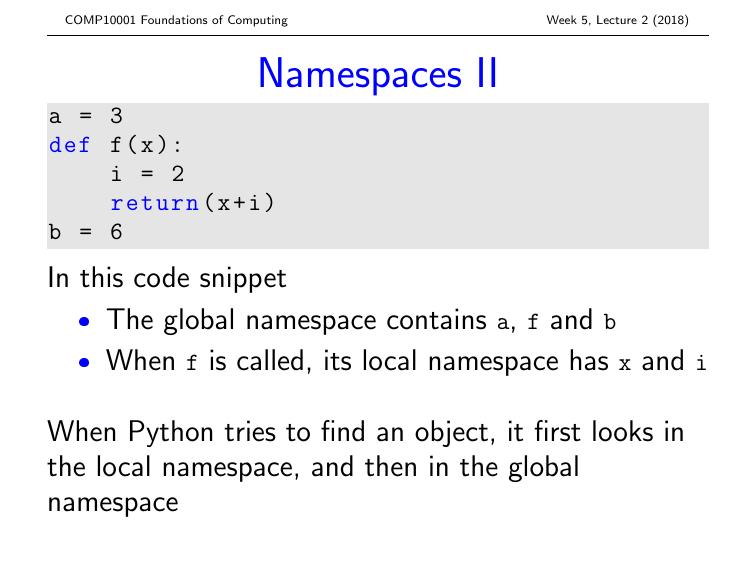 COMP10001 Foundations of Computing Week 5, Lecture 2 (2018)
Namespaces II
a = 3
def f(x):
    i = 2
    return(x+i)
b = 6
In this code snippet
• The global namespace contains a, f and b
• When f is called, its local namespace has x and i
When Python tries to find an object, it first looks in
the local namespace, and then in the global
namespace